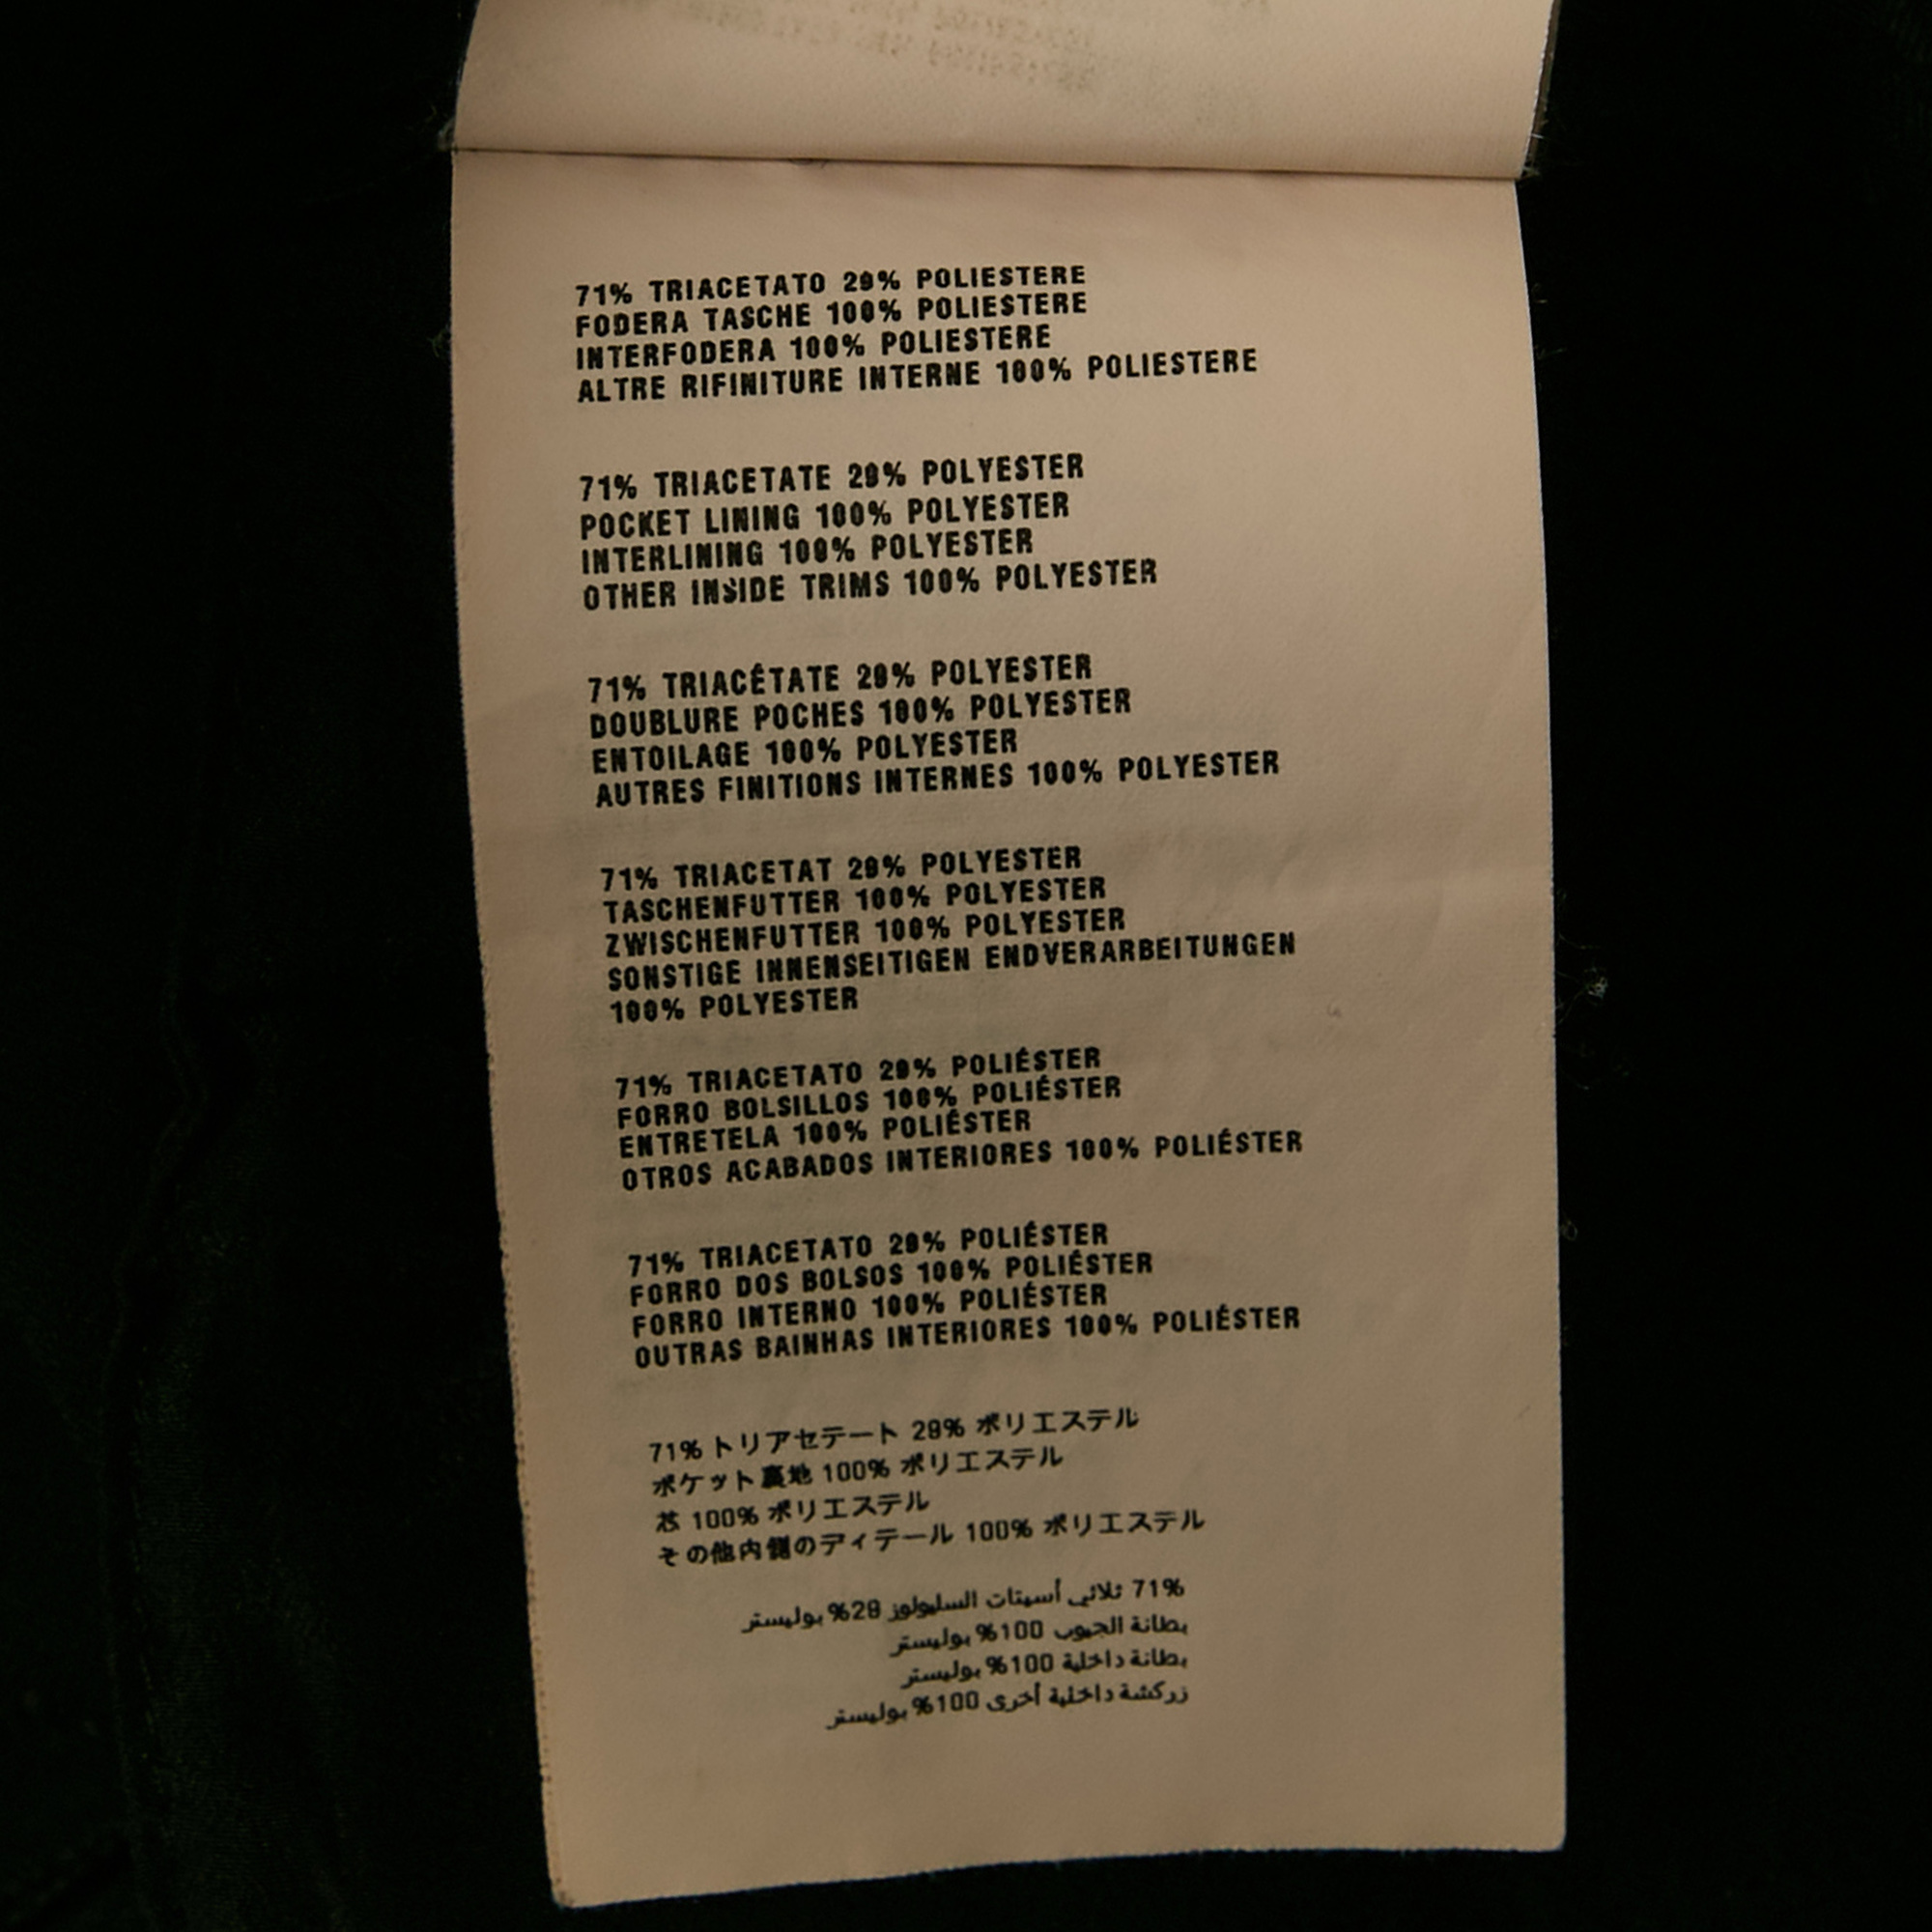 71% TRIACETATO 29% POLIESTERE
FODERA TASCHE 100% POLIESTERE
INTERFODERA 100% POLIESTERE
ALTRE RIFINITURE INTERNE 100% POLIESTERE
71% TRIACETATE 29% POLYESTER
POCKET LINING 100% POLYESTER
INTERLINING 100% POLYESTER
OTHER INSIDE TRIMS 100% POLYESTER
71% TRIACÉTATE 29% POLYESTER
DOUBLURE POCHES 100% POLYESTER
ENTOILAGE 100% POLYESTER
AUTRES FINITIONS INTERNES 100% POLYESTER
71% TRIACETAT 29% POLYESTER
TASCHENFUTTER 100% POLYESTER
ZWISCHENFUTTER 100% POLYESTER
SONSTIGE INNENSEITIGEN ENDVERARBEITUNGEN
100% POLYESTER
71% TRIACETATO 29% POLIÉSTER
FORRO BOLSILLOS 100% POLIÉSTER
ENTRETELA 100% POLIÉSTER
OTROS ACABADOS INTERIORES 100% POLIÉSTER
71% TRIACETATO 29% POLIÉSTER
FORRO DOS BOLSOS 100% POLIÉSTER
FORRO INTERNO 100% POLIÉSTER
OUTRAS BAINHAS INTERIORES 100% POLIÉSTER
71% トリアセテート 29% ポリエステル
ポケット裏地 100% ポリエステル
芯 100% ポリエステル
その他内側のディテール 100% ポリエステル
71% ثلاثي أسيتات السليولوز 29% بوليستر
بطانة الجيوب 100% بوليستر
بطانة داخلية 100% بوليستر
زركشة داخلية أخرى 100% بوليستر